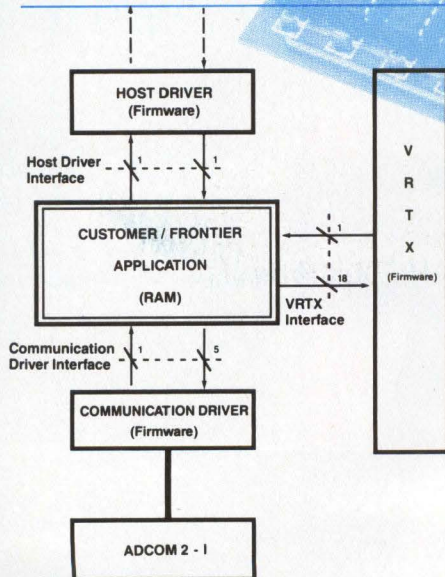 HOST DRIVER
(Firmware)
Host Driver
Interface
1
1
CUSTOMER / FRONTIER
APPLICATION
(RAM)
V
R
T
X
(Firmware)
1
18
VRTX
Interface
Communication
Driver Interface
1
5
COMMUNICATION DRIVER
(Firmware)
ADCOM 2 - I